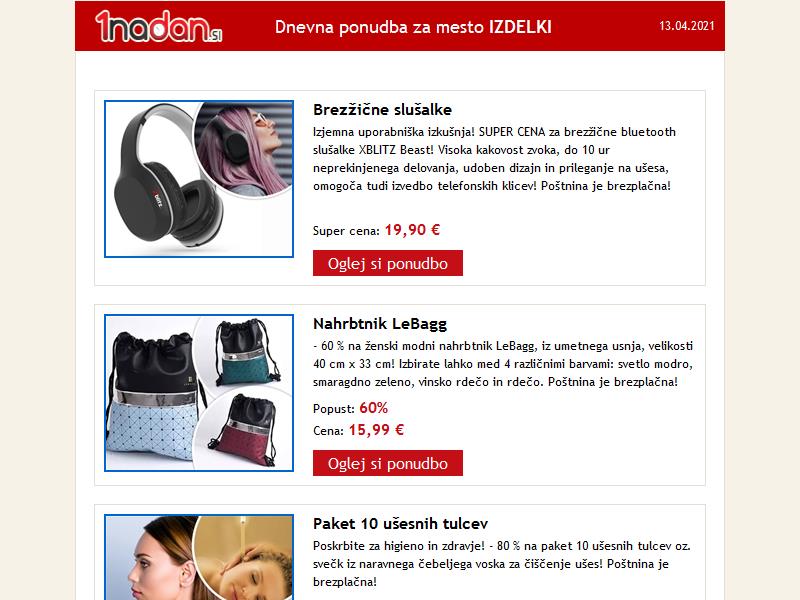 1nadan.si
Dnevna ponudba za mesto IZDELKI
13.04.2021
Brezžične slušalke
Izjemna uporabniška izkušnja! SUPER CENA za brezžične bluetooth
slušalke XBLITZ Beast! Visoka kakovost zvoka, do 10 ur
neprekinjenega delovanja, udoben dizajn in prileganje na ušesa,
omogoča tudi izvedbo telefonskih klicev! Poštnina je brezplačna!
Super cena: 19,90 €
Oglej si ponudbo
Nahrbtnik LeBagg
- 60 % na ženski modni nahrbtnik LeBagg, iz umetnega usnja, velikosti
40 cm x 33 cm! Izbirate lahko med 4 različnimi barvami: svetlo modro,
smaragdno zeleno, vinsko rdečo in rdečo. Poštnina je brezplačna!
Popust: 60%
Cena: 15,99 €
Oglej si ponudbo
Paket 10 ušesnih tulcev
Poskrbite za higieno in zdravje! - 80 % na paket 10 ušesnih tulcev oz.
svečk iz naravnega čebeljega voska za čiščenje ušes! Poštnina je
brezplačna!